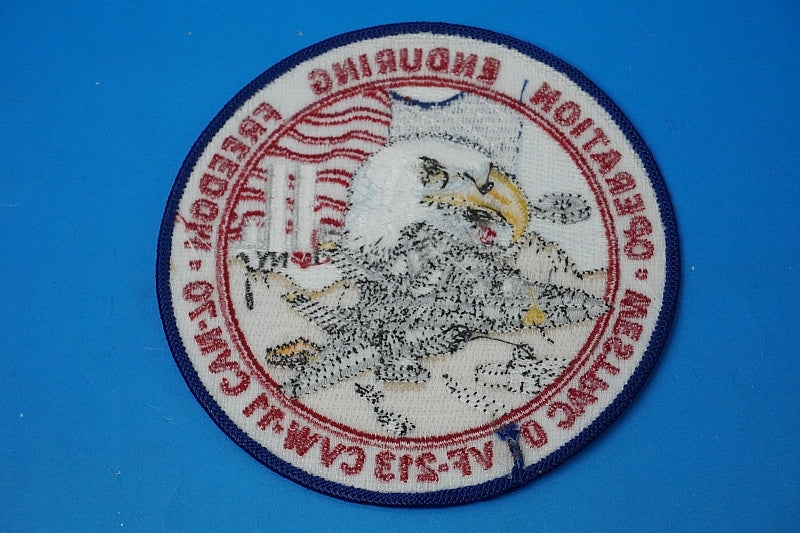 OPERATION ENDURING FREEDOM
• WESTPAC 01 VF-213 CVW-11 CVN-70 •